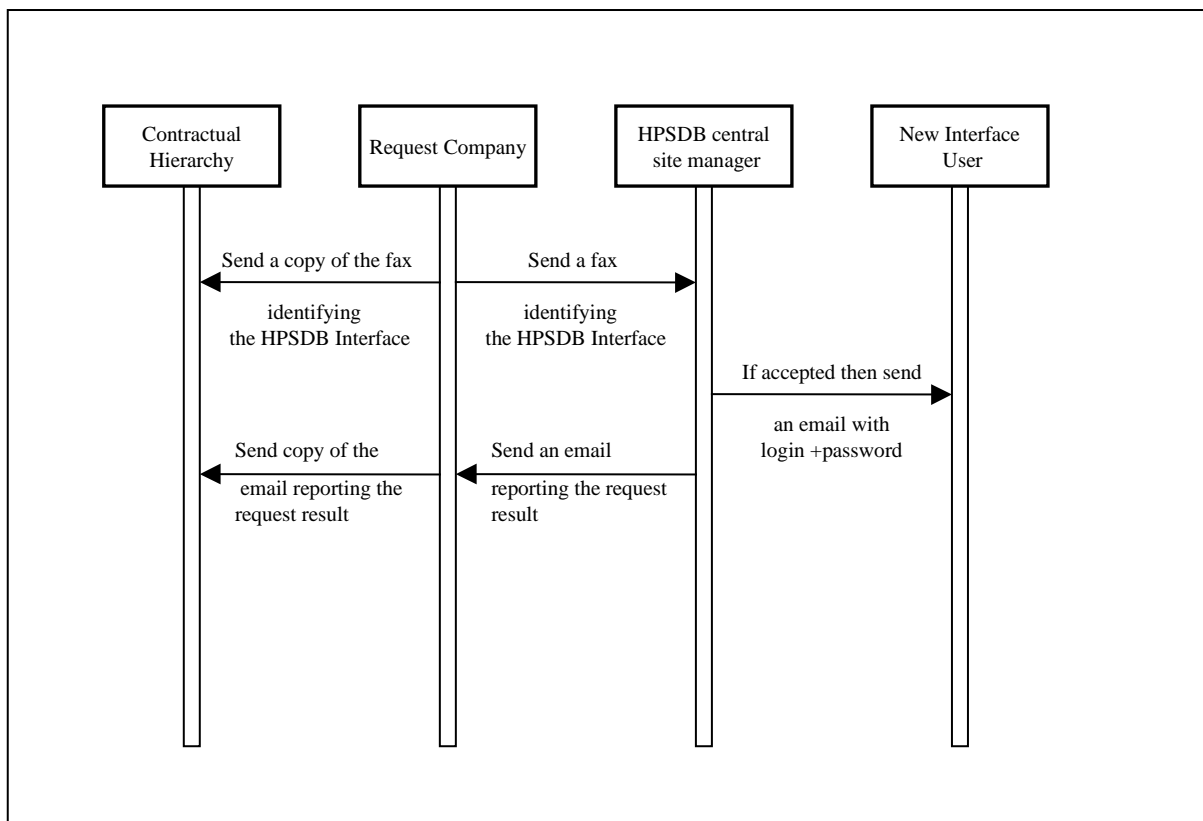 Contractual
Hierarchy
Request Company
HPSDB central
site manager
New Interface
User
Send a copy of the fax
identifying
the HPSDB Interface
Send a fax
identifying
the HPSDB Interface
If accepted then send
an email with
login +password
Send copy of the
email reporting the
request result
Send an email
reporting the request
result